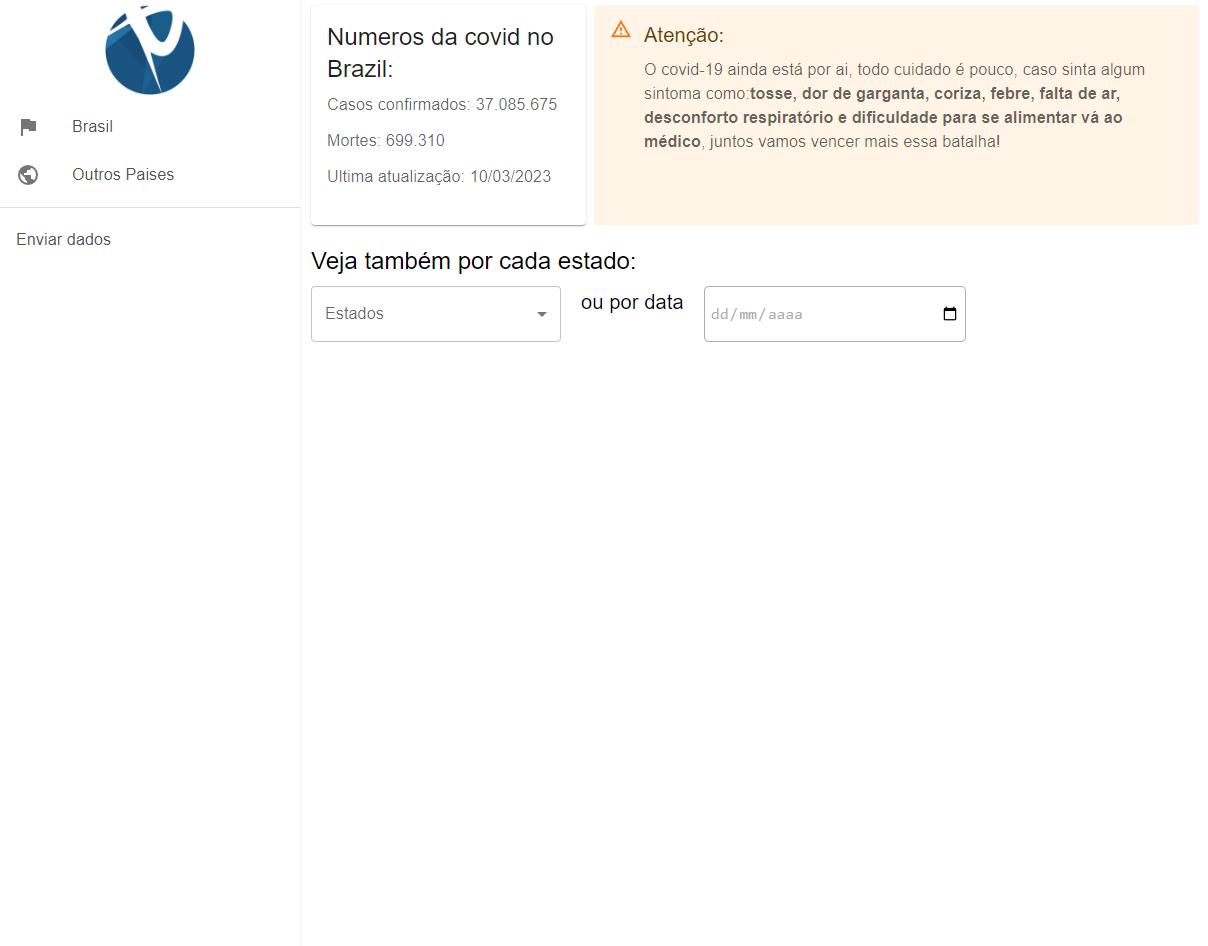 Brasil
Outros Paises
Enviar dados
Numeros da covid no
Brazil:
Casos confirmados: 37.085.675
Mortes: 699.310
Ultima atualização: 10/03/2023
Atenção:
O covid-19 ainda está por ai, todo cuidado é pouco, caso sinta algum
sintoma como:tosse, dor de garganta, coriza, febre, falta de ar,
desconforto respiratório e dificuldade para se alimentar vá ao
médico, juntos vamos vencer mais essa batalha!
Veja também por cada estado:
Estados
ou por data
dd/mm/aaaa